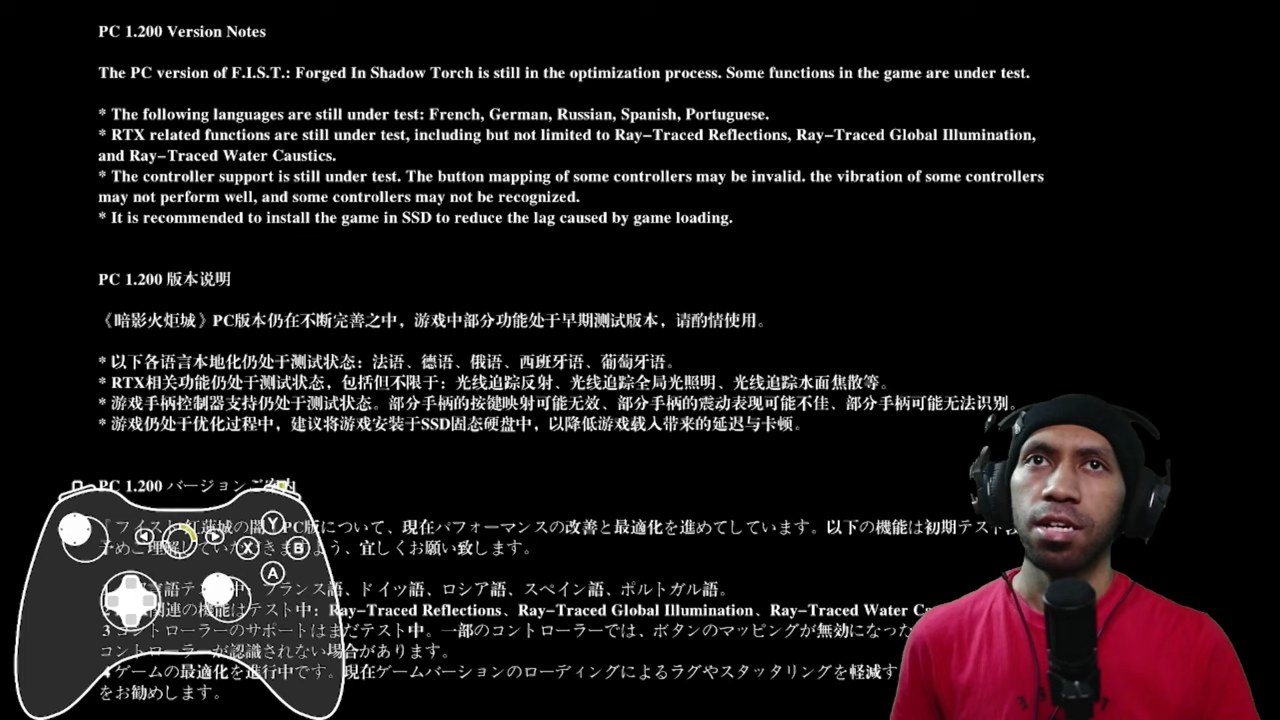 PC 1.200 Version Notes
The PC version of F.I.S.T.: Forged In Shadow Torch is still in the optimization process. Some functions in the game are under test.
* The following languages are still under test: French, German, Russian, Spanish, Portuguese.
* RTX related functions are still under test, including but not limited to Ray-Traced Reflections, Ray-Traced Global Illumination,
and Ray-Traced Water Caustics.
* The controller support is still under test. The button mapping of some controllers may be invalid. the vibration of some controllers
may not perform well, and some controllers may not be recognized.
* It is recommended to install the game in SSD to reduce the lag caused by game loading.
PC 1.200 版本说明
《暗影火炬城》PC版本仍在不断完善之中，游戏中部分功能处于早期测试版本，请酌情使用。
* 以下各语言本地化仍处于测试状态：法语、德语、俄语、西班牙语、葡萄牙语。
* RTX相关功能仍处于测试状态，包括但不限于：光线追踪反射、光线追踪全局光照明、光线追踪水面焦散等。
* 游戏手柄控制器支持仍处于测试状态。部分手柄的按键映射可能无效、部分手柄的震动表现可能不佳、部分手柄可能无法识别。
* 游戏仍处于优化过程中，建议将游戏安装于SSD固态硬盘中，以降低游戏载入带来的延迟与卡顿。
PC 1.200 バージョンご案内
『フィスト 紅蓮城の闇』PC版について、現在パフォーマンスの改善と最適化を進めてしています。以下の機能は初期テスト
予めご理解していただきますよう、宜しくお願い致します。
フランス語、ドイツ語、ロシア語、スペイン語、ポルトガル語。
関連の機能はテスト中：Ray-Traced Reflections、Ray-Traced Global Illumination、Ray-Traced Water
3 コントローラーのサポートはまだテスト中。一部のコントローラーでは、ボタンのマッピングが無効になった
コントローラーが認識されない場合があります。
4 ゲームの最適化を進行中です。現在ゲームバージョンのローディングによるラグやスタッタリングを軽減す
をお勧めします。
Y
X
B
A